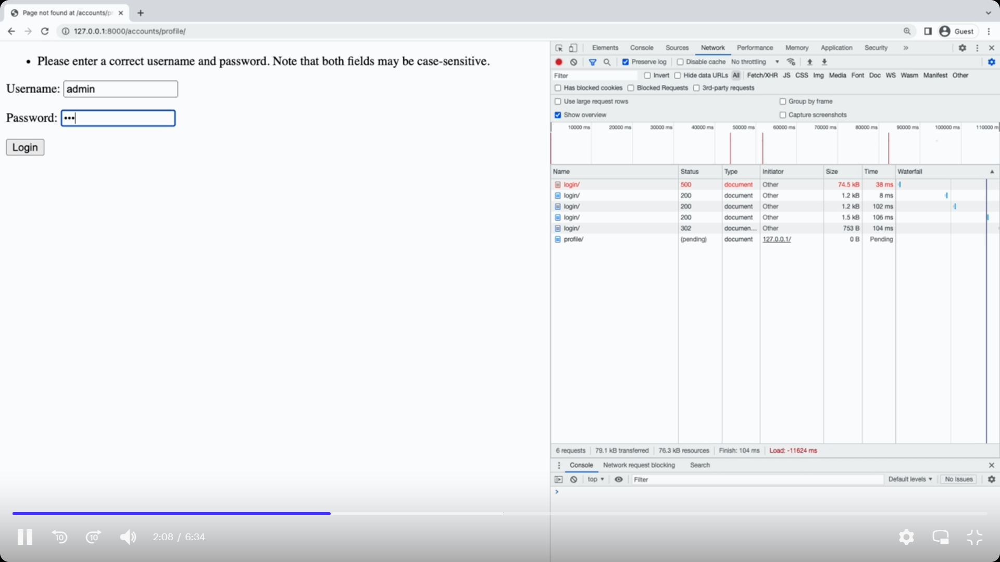 Page not found at /accounts/pr
127.0.0.1:8000/accounts/profile/
Guest
Please enter a correct username and password. Note that both fields may be case-sensitive.
Username: admin
Password: •••
Login
Elements Console Sources Network Performance Memory Application Security »
Preserve log Disable cache No throttling
Filter Invert Hide data URLs All Fetch/XHR JS CSS Img Media Font Doc WS Wasm Manifest Other
Has blocked cookies Blocked Requests 3rd-party requests
Use large request rows Group by frame
Show overview Capture screenshots
10000 ms 20000 ms 30000 ms 40000 ms 50000 ms 60000 ms 70000 ms 80000 ms 90000 ms 100000 ms 110000 m
Name Status Type Initiator Size Time Waterfall
login/ 500 document Other 74.5 kB 38 ms
login/ 200 document Other 1.2 kB 8 ms
login/ 200 document Other 1.2 kB 102 ms
login/ 200 document Other 1.5 kB 106 ms
login/ 302 documen... Other 753 B 104 ms
profile/ (pending) document 127.0.0.1/ 0 B Pending
6 requests 79.1 kB transferred 76.3 kB resources Finish: 104 ms Load: -11624 ms
Console Network request blocking Search
top Filter Default levels No Issues
>
10 10 2:08 / 6:34